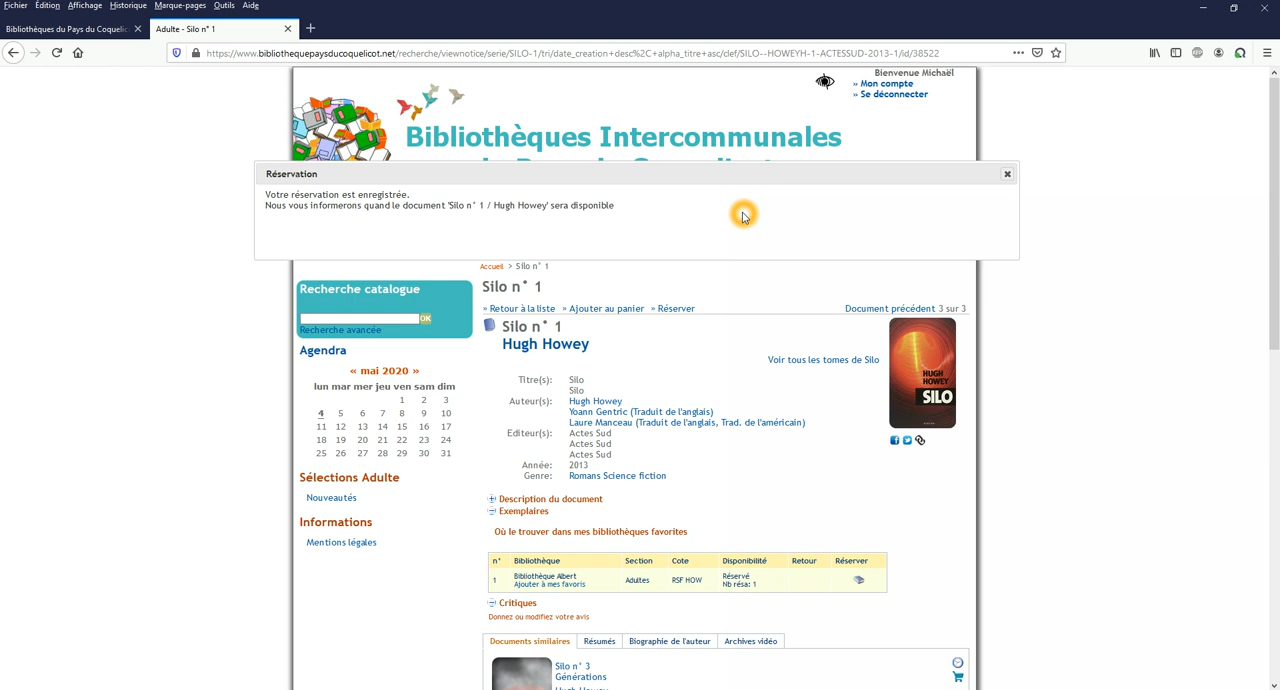 Fichier Édition Affichage Historique Marque-pages Outils Aide
Bibliothèques du Pays du Coquelic
Adulte - Silo n° 1
https://www.bibliothequepaysducoquelicot.net/recherche/viewnotice/serie/SILO-1/tri/date_creation+desc%2C+alpha_titre+asc/clef/SILO--HOWEYH-1-ACTESSUD-2013-1/id/38522
Bienvenue Michaël
» Mon compte
» Se déconnecter
Bibliothèques Intercommunales
Réservation
Votre réservation est enregistrée.
Nous vous informerons quand le document 'Silo n° 1 / Hugh Howey' sera disponible
Accueil > Silo n° 1
Recherche catalogue
OK
Recherche avancée
Agenda
« mai 2020 »
lun mar mer jeu ven sam dim
1 2 3
4 5 6 7 8 9 10
11 12 13 14 15 16 17
18 19 20 21 22 23 24
25 26 27 28 29 30 31
Sélections Adulte
Nouveautés
Informations
Mentions légales
Silo n° 1
» Retour à la liste » Ajouter au panier » Réserver
Document précédent 3 sur 3
Silo n° 1
Hugh Howey
Voir tous les tomes de Silo
HUGH
HOWEY
SILO
Titre(s): Silo
Silo
Auteur(s): Hugh Howey
Yoann Gentric (Traduit de l'anglais)
Laure Manceau (Traduit de l'anglais, Trad. de l'américain)
Editeur(s): Actes Sud
Actes Sud
Actes Sud
Année: 2013
Genre: Romans Science fiction
Description du document
Exemplaires
Où le trouver dans mes bibliothèques favorites
n° Bibliothèque Section Cote Disponibilité Retour Réserver
1 Bibliothèque Albert Adultes RSF HOW Réservé
Ajouter à mes favoris Nb résa: 1
Critiques
Donnez ou modifiez votre avis
Documents similaires Résumés Biographie de l'auteur Archives vidéo
Silo n° 3
Générations
Hugh Howey